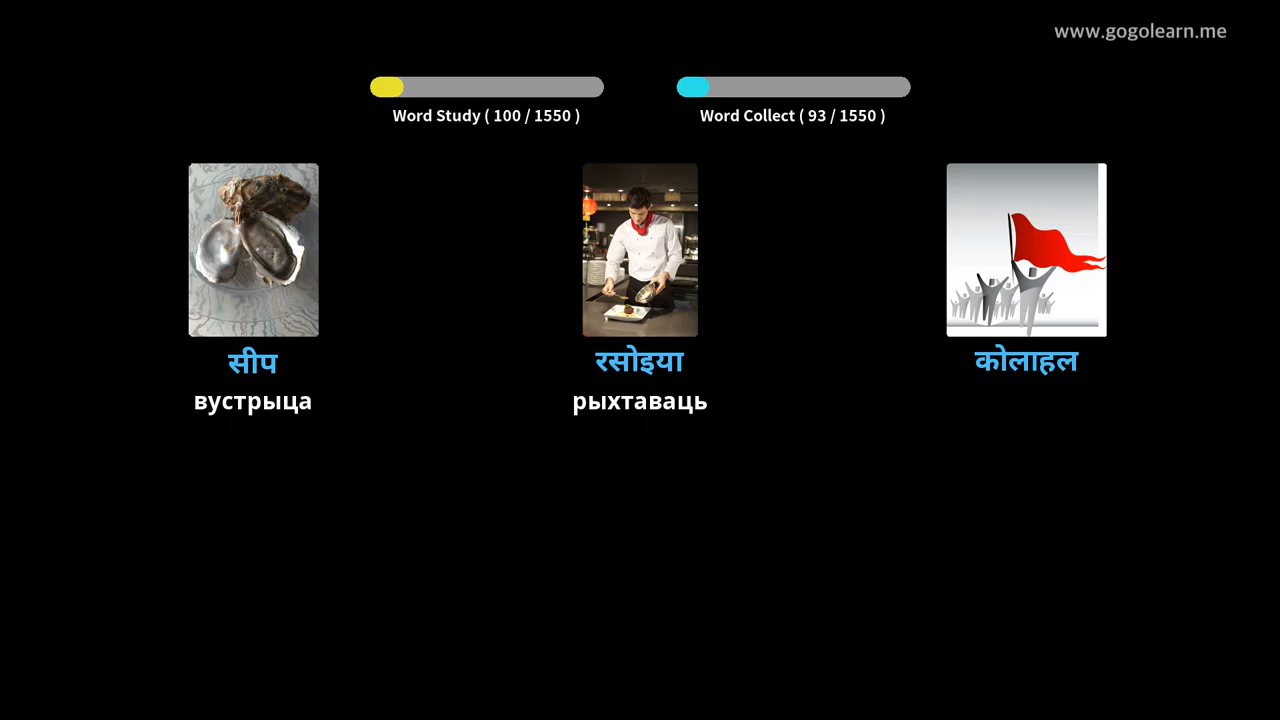 www.gogolearn.me
Word Study ( 100 / 1550 )
Word Collect ( 93 / 1550 )
सीप
रसोइया
कोलाहल
вустрыца
рыхтаваць